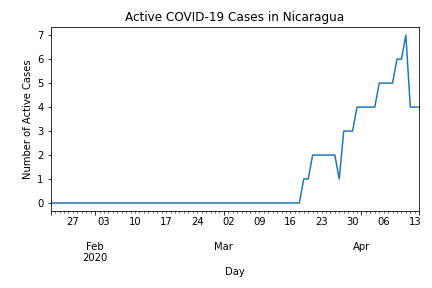 Active COVID-19 Cases in Nicaragua
7
6
5
4
3
2
1
0
Number of Active Cases
27 03 10 17 24 02 09 16 23 30 06 13
Feb Mar Apr
2020
Day